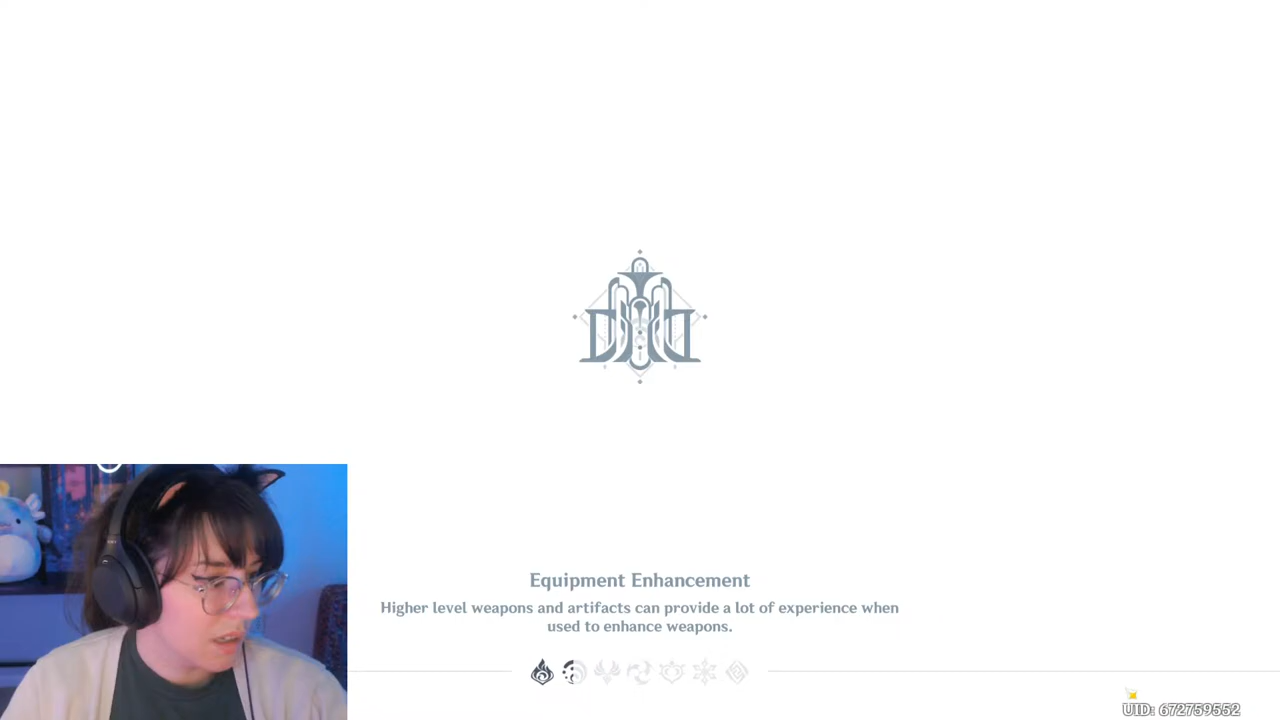 Equipment Enhancement
Higher level weapons and artifacts can provide a lot of experience when
used to enhance weapons.
UID: 672759552